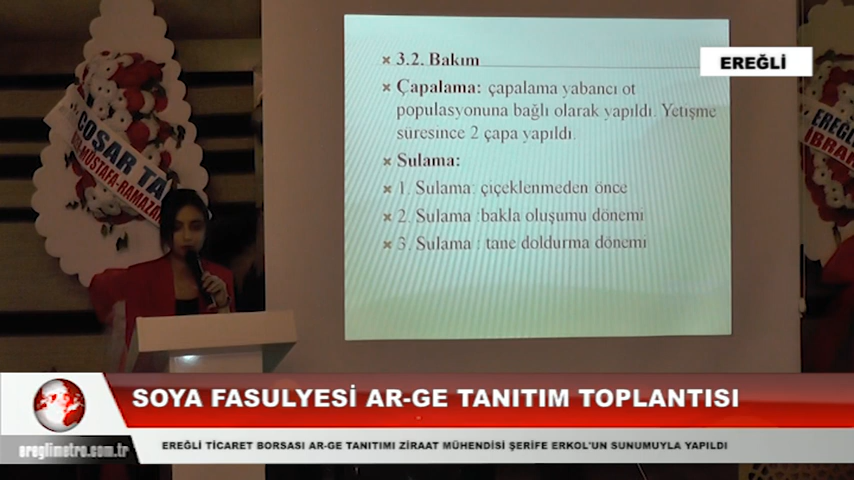 3.2. Bakım
Çapalama: çapalama yabancı ot
populasyonuna bağlı olarak yapıldı. Yetişme
süresince 2 çapa yapıldı.
Sulama:
1. Sulama: çiçeklenmeden önce
2. Sulama :bakla oluşumu dönemi
3. Sulama : tane doldurma dönemi
EREĞLİ
COŞAR TA
MUSTAFA-RAMAZA
EREĞL
İBRA
SOYA FASULYESİ AR-GE TANITIM TOPLANTISI
EREĞLİ TİCARET BORSASI AR-GE TANITIMI ZİRAAT MÜHENDİSİ ŞERİFE ERKOL'UN SUNUMUYLA YAPILDI
ereglimetro.com.tr